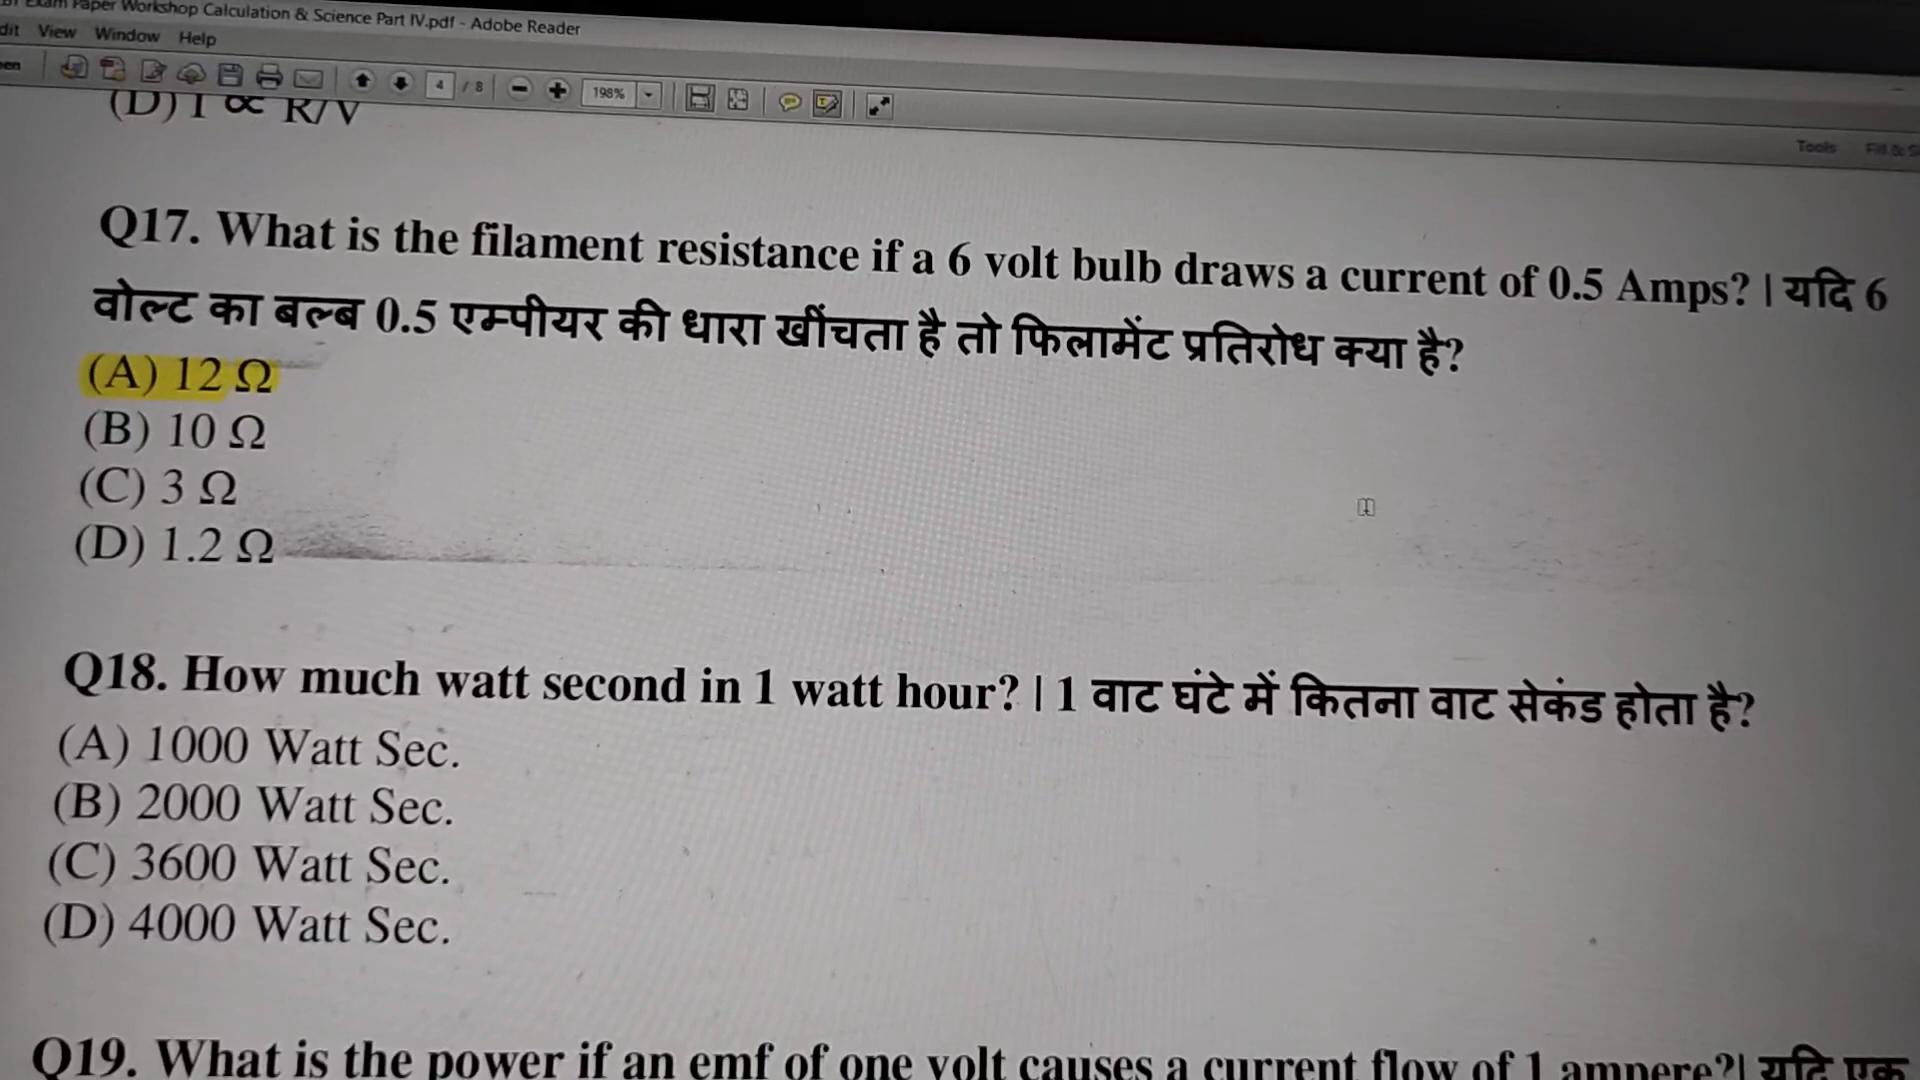 Exam Paper Workshop Calculation & Science Part IV.pdf - Adobe Reader
View Window Help
4 / 8 198%
Tools
(D) I ∝ R/V
Q17. What is the filament resistance if a 6 volt bulb draws a current of 0.5 Amps? | यदि 6
वोल्ट का बल्ब 0.5 एम्पीयर की धारा खींचता है तो फिलामेंट प्रतिरोध क्या है?
(A) 12 Ω
(B) 10 Ω
(C) 3 Ω
(D) 1.2 Ω
Q18. How much watt second in 1 watt hour? | 1 वाट घंटे में कितना वाट सेकंड होता है?
(A) 1000 Watt Sec.
(B) 2000 Watt Sec.
(C) 3600 Watt Sec.
(D) 4000 Watt Sec.
Q19. What is the power if an emf of one volt causes a current flow of 1 ampere?| यदि एक